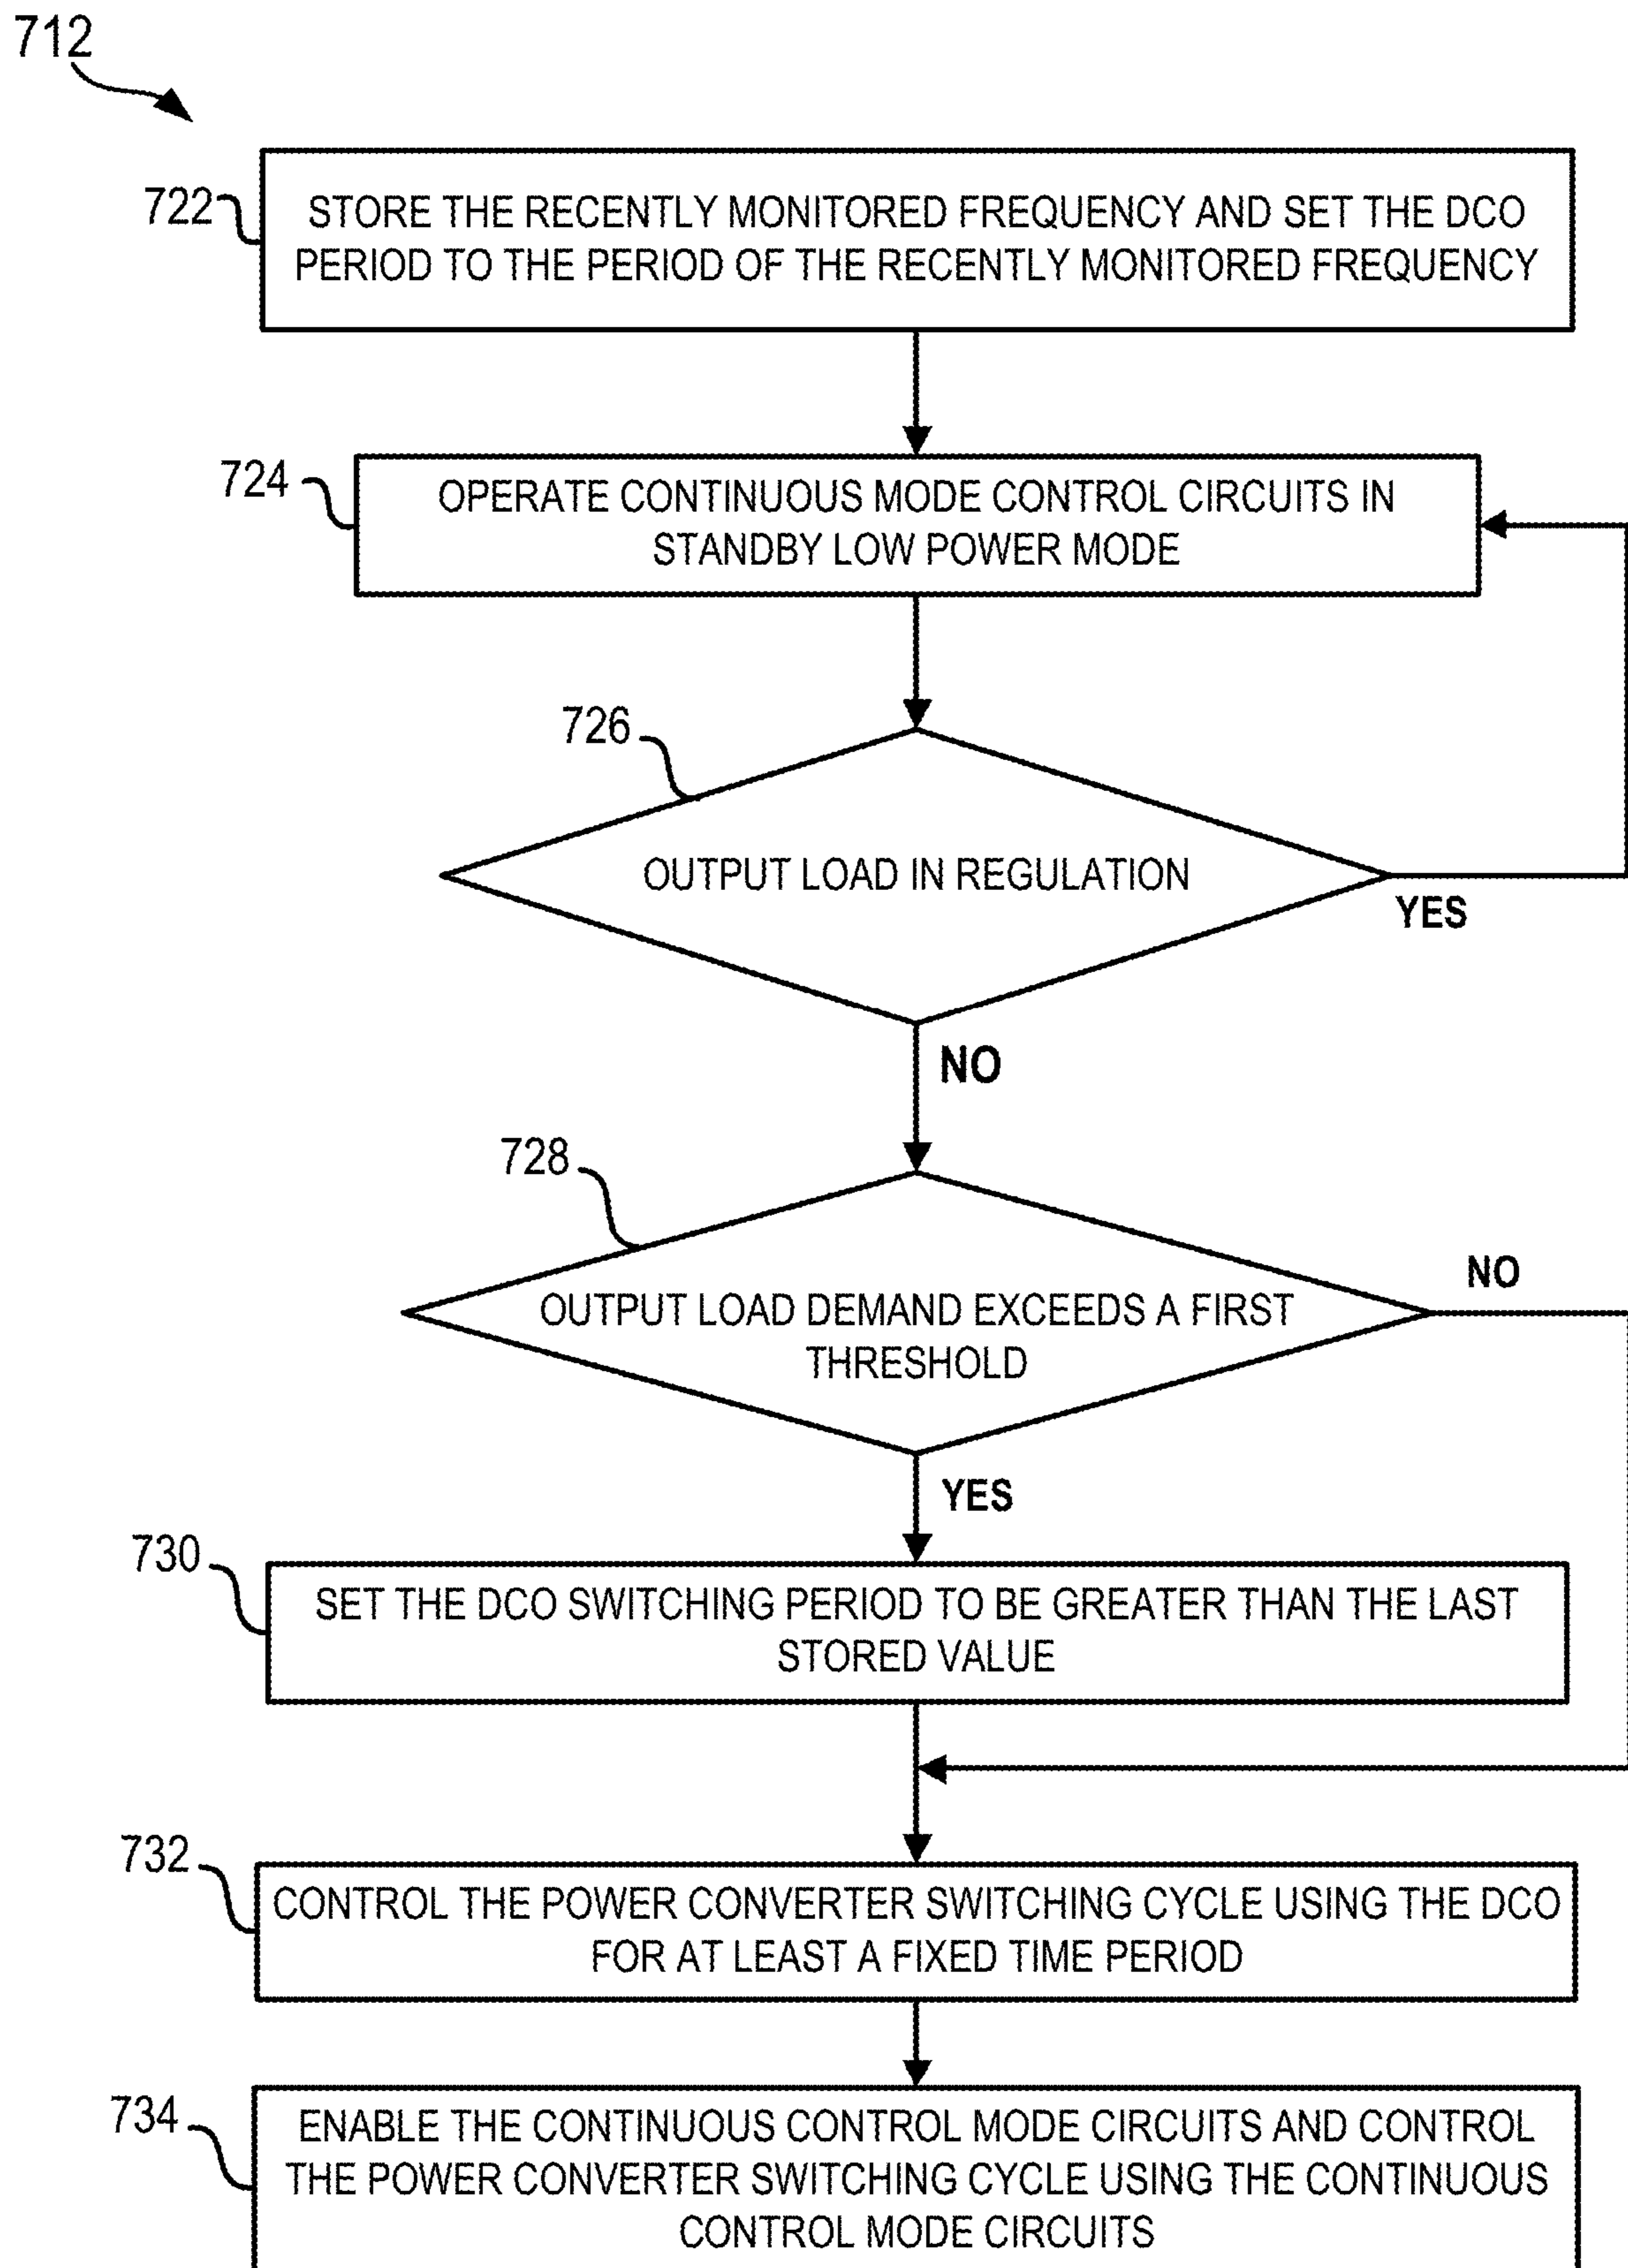 712
722
STORE THE RECENTLY MONITORED FREQUENCY AND SET THE DCO
PERIOD TO THE PERIOD OF THE RECENTLY MONITORED FREQUENCY
724
OPERATE CONTINUOUS MODE CONTROL CIRCUITS IN
STANDBY LOW POWER MODE
726
OUTPUT LOAD IN REGULATION
YES
NO
728
NO
OUTPUT LOAD DEMAND EXCEEDS A FIRST
THRESHOLD
YES
730
SET THE DCO SWITCHING PERIOD TO BE GREATER THAN THE LAST
STORED VALUE
732
CONTROL THE POWER CONVERTER SWITCHING CYCLE USING THE DCO
FOR AT LEAST A FIXED TIME PERIOD
734
ENABLE THE CONTINUOUS CONTROL MODE CIRCUITS AND CONTROL
THE POWER CONVERTER SWITCHING CYCLE USING THE CONTINUOUS
CONTROL MODE CIRCUITS